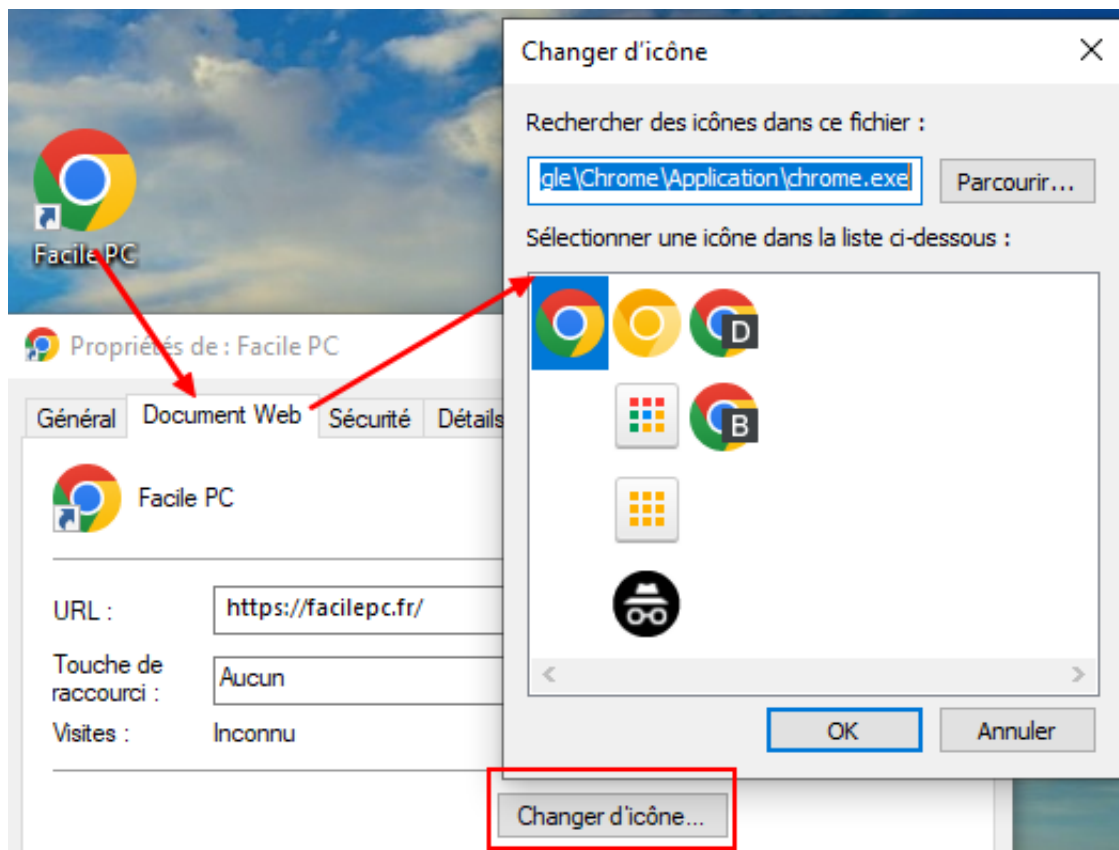 Facile PC
Propriétés de : Facile PC
Général
Document Web
Sécurité
Détails
Facile PC
URL :
https://facilepc.fr/
Touche de
raccourci :
Aucun
Visites :
Inconnu
Changer d'icône...
Changer d'icône
Rechercher des icônes dans ce fichier :
gle\Chrome\Application\chrome.exe
Parcourir...
Sélectionner une icône dans la liste ci-dessous :
D
B
OK
Annuler